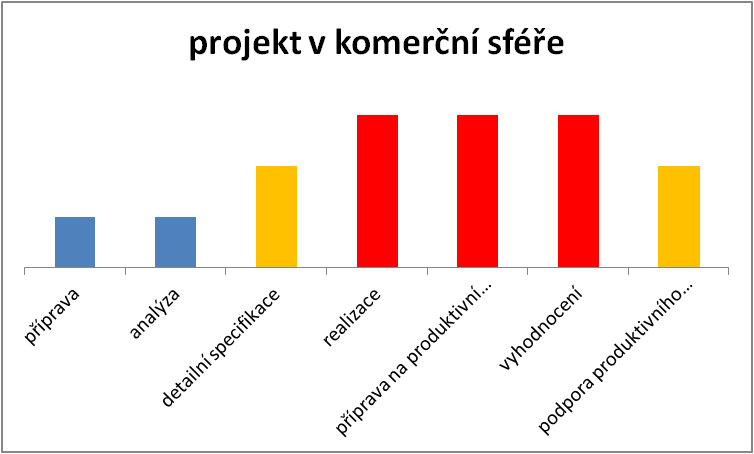 projekt v komerční sféře
příprava
analýza
detailní specifikace
realizace
příprava na produktivní...
vyhodnocení
podpora produktivního...